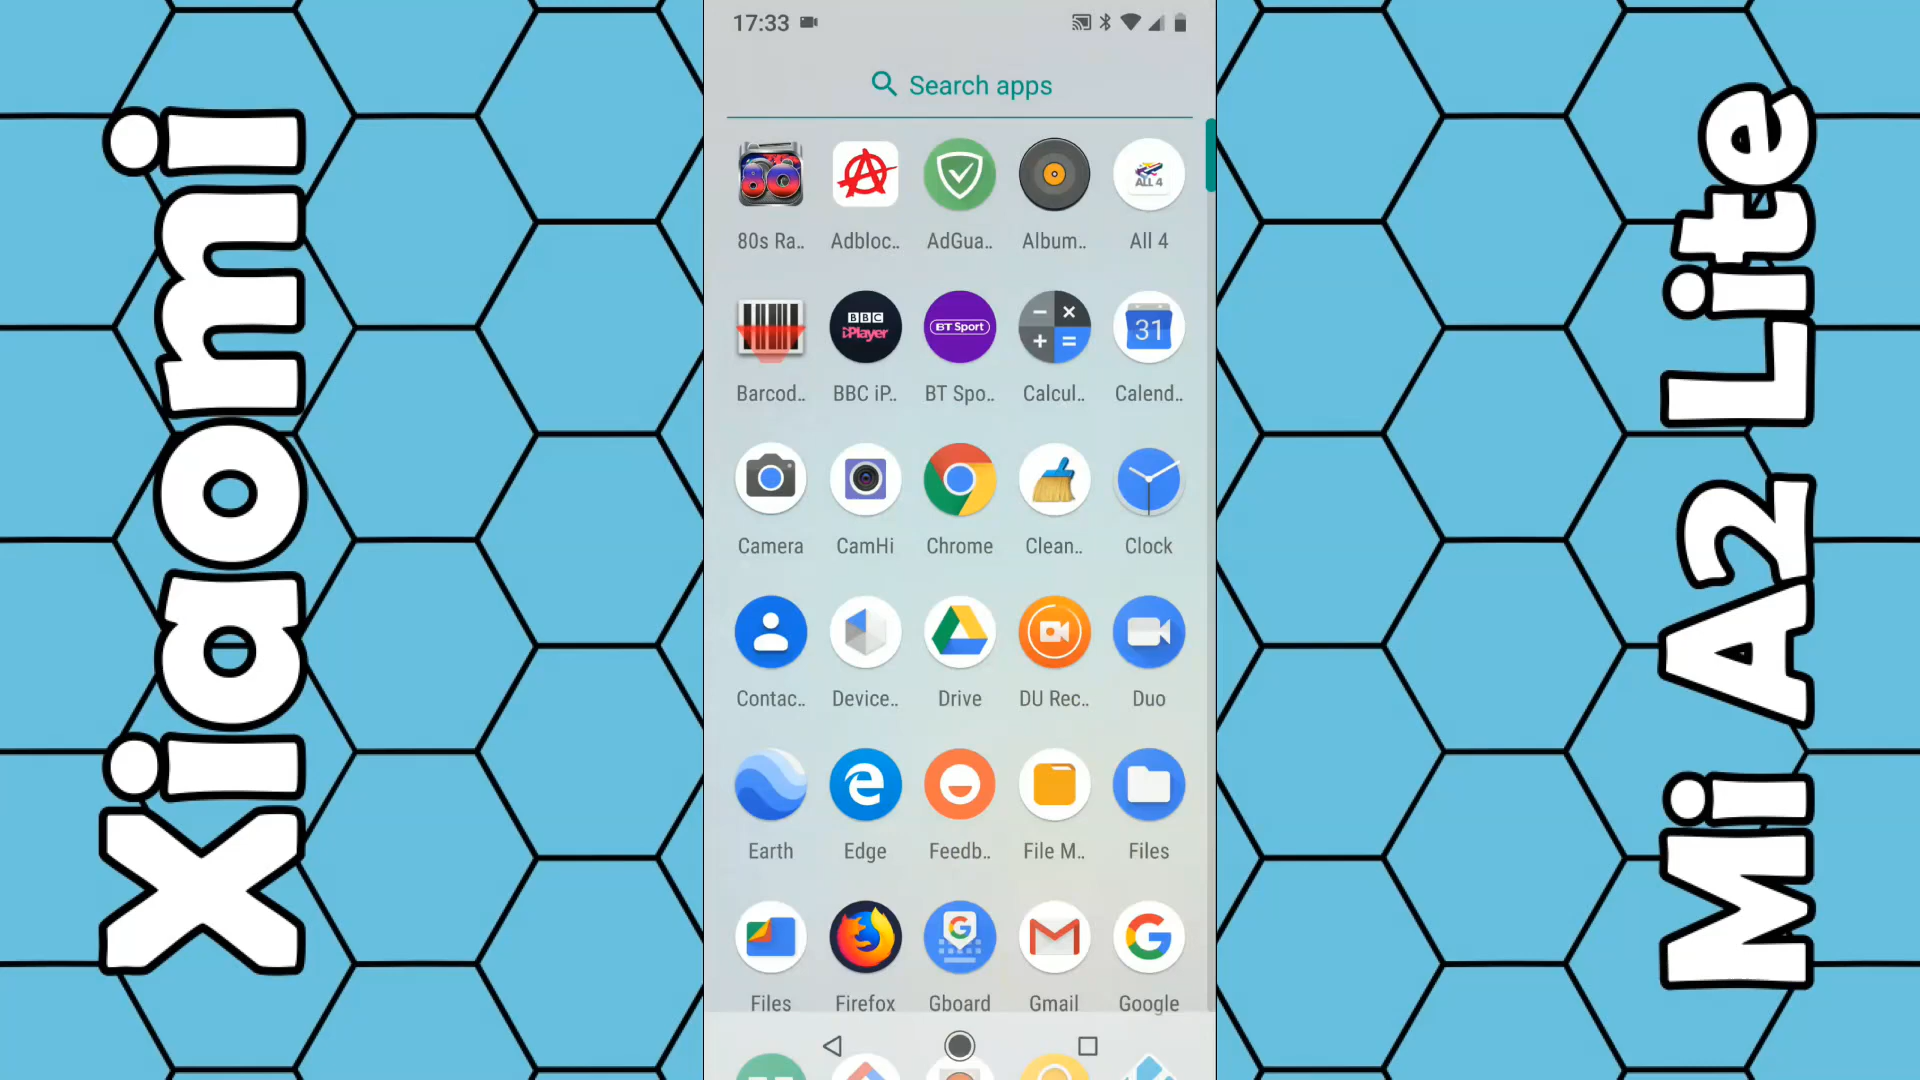 Xiaomi
17:33
Search apps
80
ALL 4
80s Ra.. Adbloc.. AdGua.. Album.. All 4
BBC iPlayer
BT Sport
31
Barcod.. BBC iP.. BT Spo.. Calcul.. Calend..
Camera CamHi Chrome Clean.. Clock
Contac.. Device.. Drive DU Rec.. Duo
Earth Edge Feedb.. File M.. Files
Files Firefox Gboard Gmail Google
Mi A2 Lite